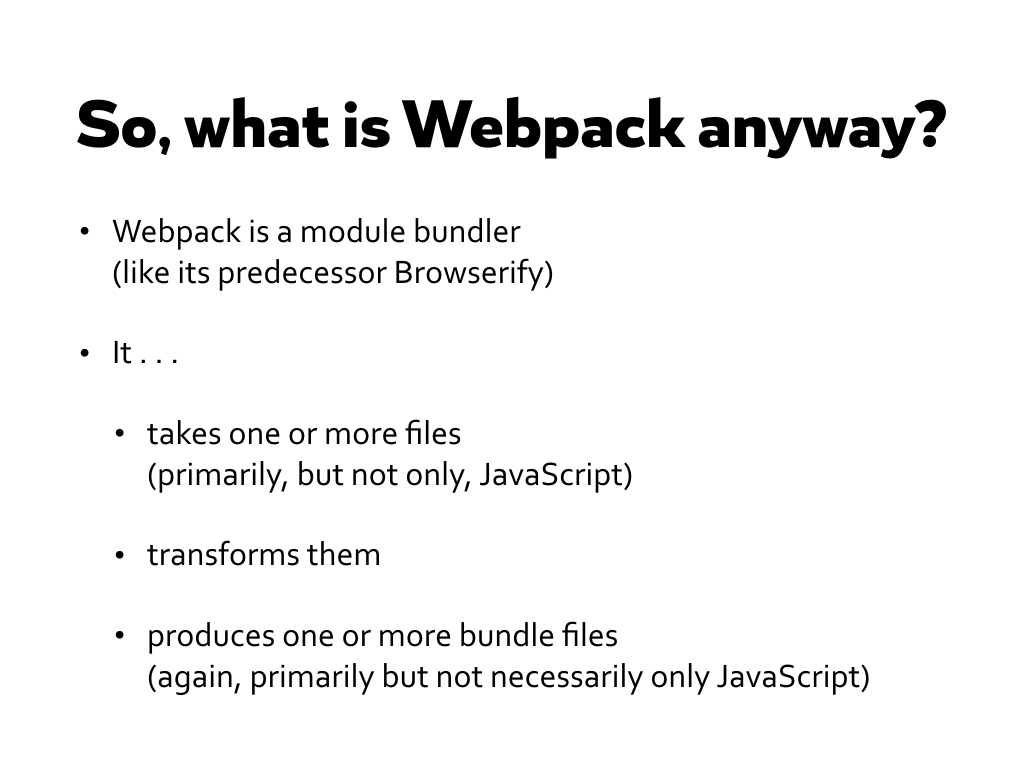 So, what is Webpack anyway?
• Webpack is a module bundler
(like its predecessor Browserify)
• It . . .
• takes one or more files
(primarily, but not only, JavaScript)
• transforms them
• produces one or more bundle files
(again, primarily but not necessarily only JavaScript)